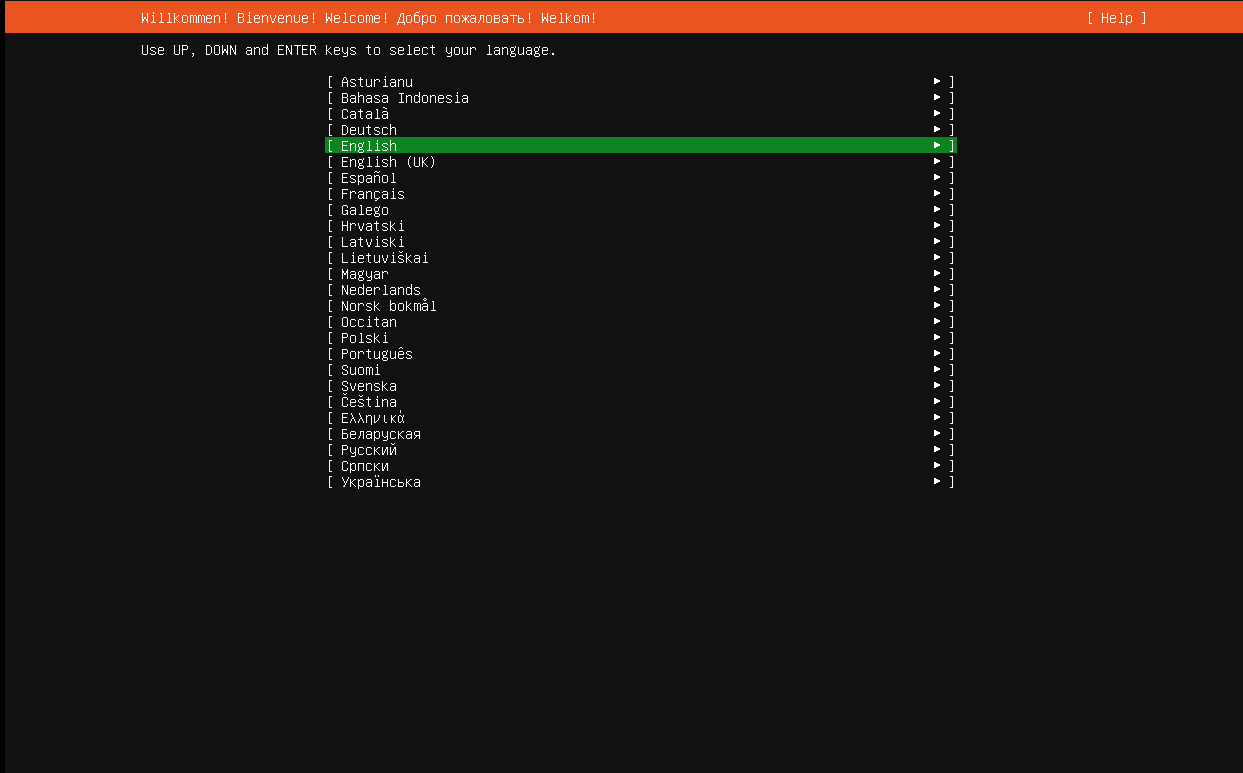 Willkommen! Bienvenue! Welcome! Добро пожаловать! Welkom! [ Help ]
Use UP, DOWN and ENTER keys to select your language.
[ Asturianu ► ]
[ Bahasa Indonesia ► ]
[ Català ► ]
[ Deutsch ► ]
[ English ► ]
[ English (UK) ► ]
[ Español ► ]
[ Français ► ]
[ Galego ► ]
[ Hrvatski ► ]
[ Latviski ► ]
[ Lietuviškai ► ]
[ Magyar ► ]
[ Nederlands ► ]
[ Norsk bokmål ► ]
[ Occitan ► ]
[ Polski ► ]
[ Português ► ]
[ Suomi ► ]
[ Svenska ► ]
[ Čeština ► ]
[ Ελληνικά ► ]
[ Беларуская ► ]
[ Русский ► ]
[ Српски ► ]
[ Українська ► ]